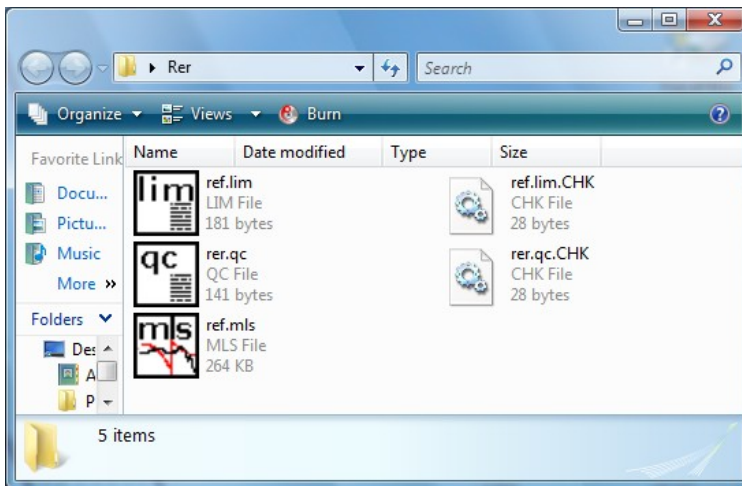 Rer
Search
Organize Views Burn
Favorite Link
Name Date modified Type Size
Docu...
Pictu...
Music
More »
Folders
Des
A
P
lim
ref.lim
LIM File
181 bytes
ref.lim.CHK
CHK File
28 bytes
qc
rer.qc
QC File
141 bytes
rer.qc.CHK
CHK File
28 bytes
mls
ref.mls
MLS File
264 KB
5 items